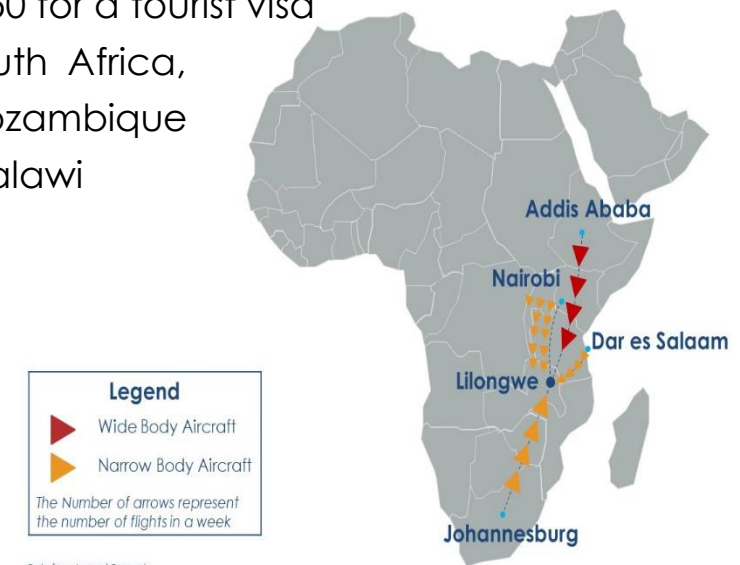 for a tourist visa
uth Africa,
ozambique
alawi
Addis Ababa
Nairobi
Dar es Salaam
Lilongwe
Johannesburg
Legend
Wide Body Aircraft
Narrow Body Aircraft
The Number of arrows represent
the number of flights in a week